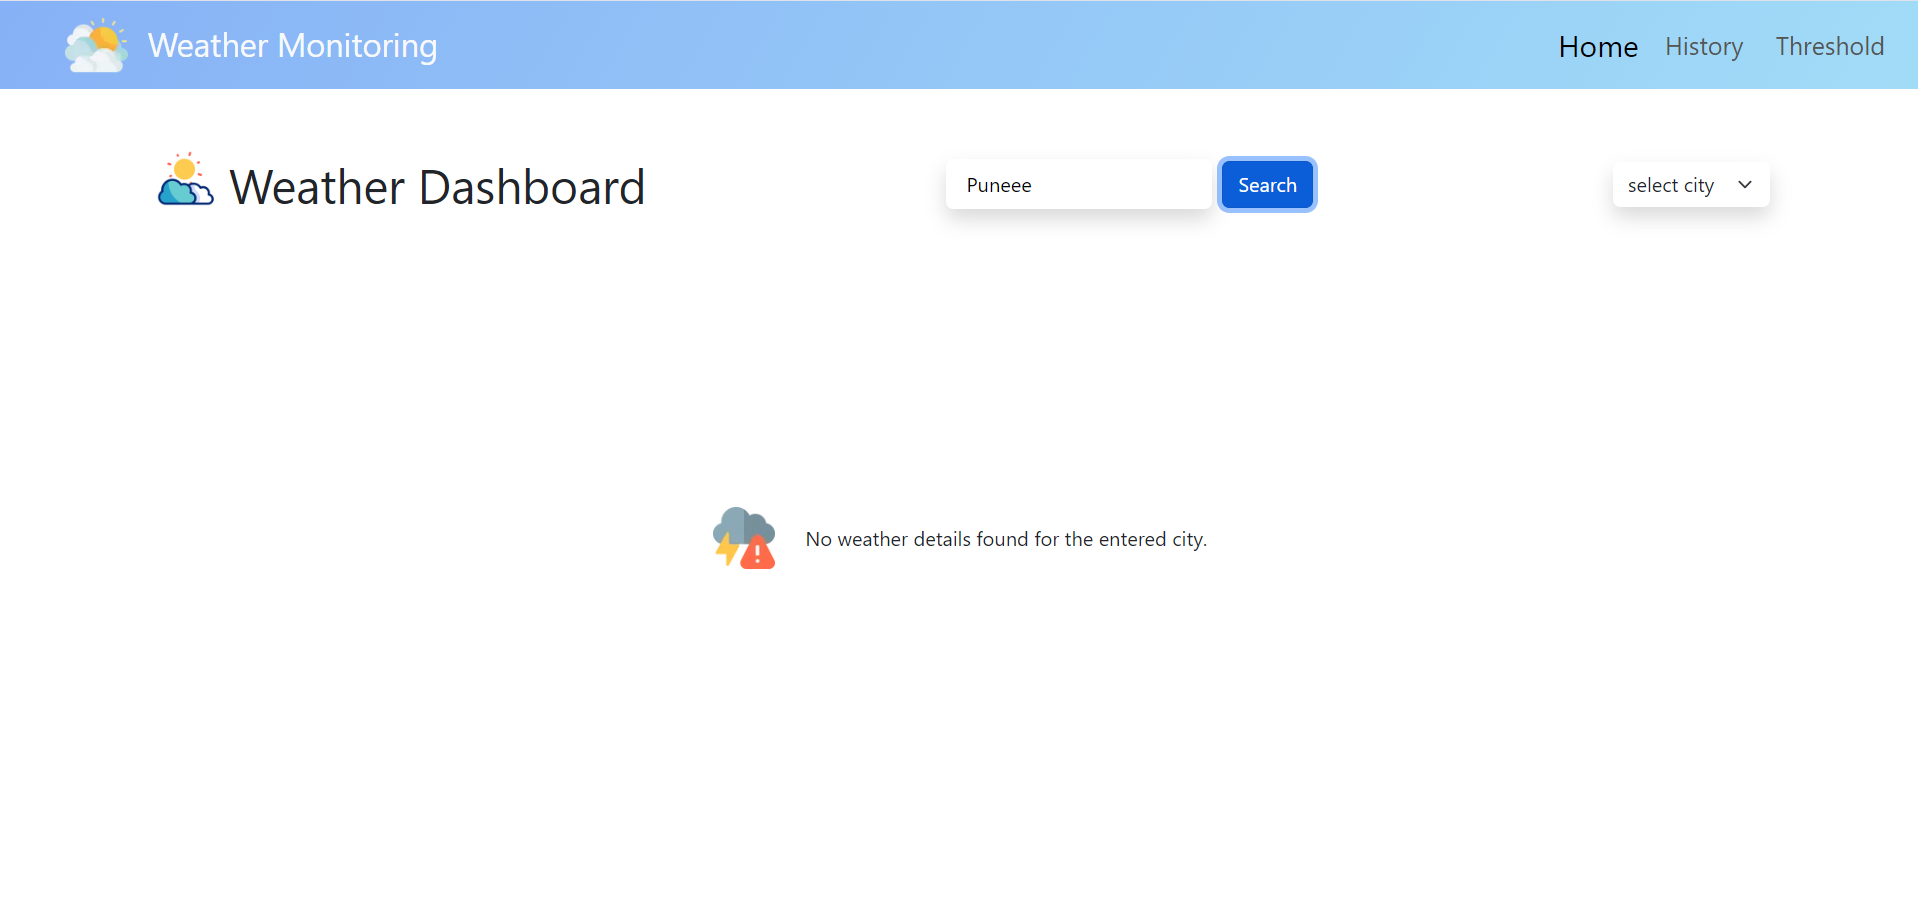 Weather Monitoring
Home History Threshold
Weather Dashboard
Puneee
Search
select city
No weather details found for the entered city.